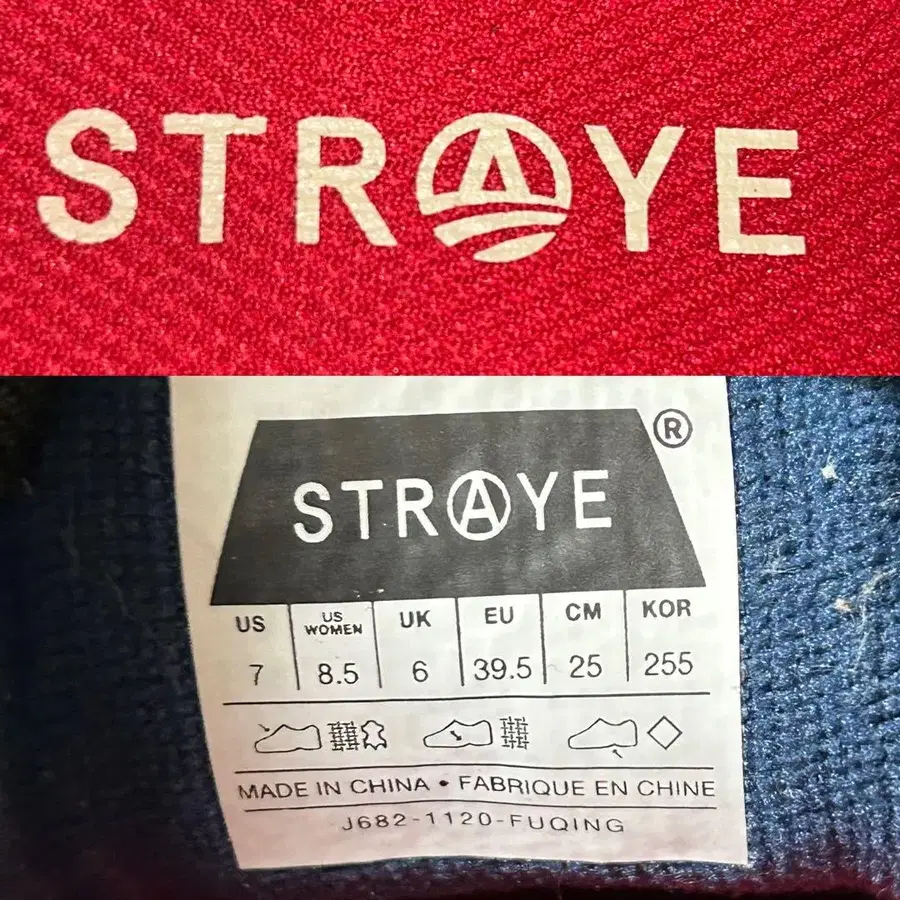 STRAYE
®
STRAYE
US US WOMEN UK EU CM KOR
7 8.5 6 39.5 25 255
MADE IN CHINA • FABRIQUE EN CHINE
J682-1120-FUQING